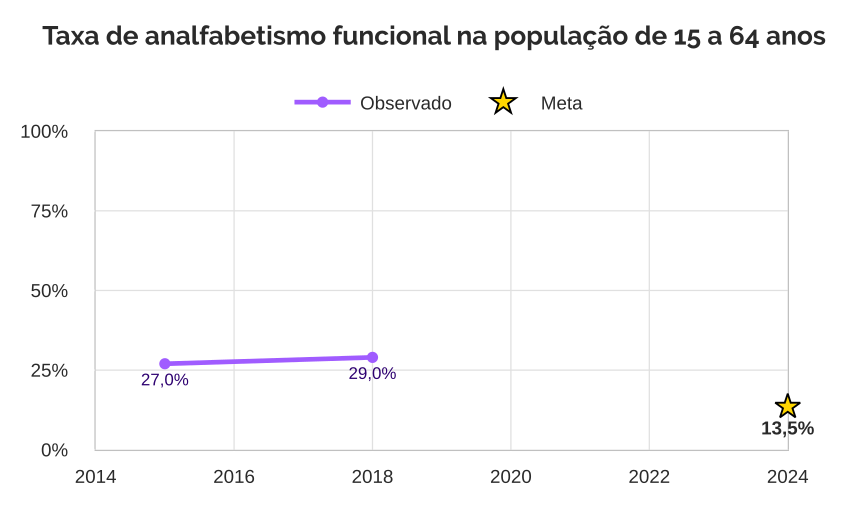 Taxa de analfabetismo funcional na população de 15 a 64 anos
Observado Meta
100%
75%
50%
25%
0%
27,0%
29,0%
13,5%
2014 2016 2018 2020 2022 2024